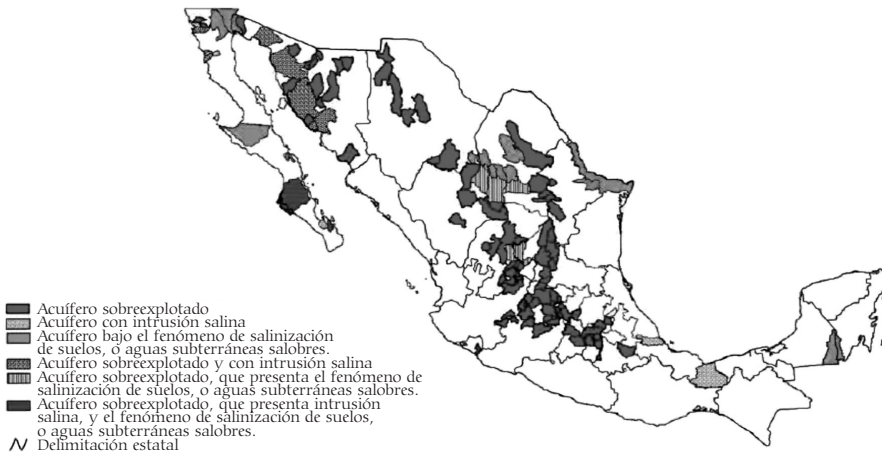 Acuífero sobreexplotado
Acuífero con intrusión salina
Acuífero bajo el fenómeno de salinización
de suelos, o aguas subterráneas salobres.
Acuífero sobreexplotado y con intrusión salina
Acuífero sobreexplotado, que presenta el fenómeno de
salinización de suelos, o aguas subterráneas salobres.
Acuífero sobreexplotado, que presenta intrusión
salina, y el fenómeno de salinización de suelos,
o aguas subterráneas salobres.
Delimitación estatal